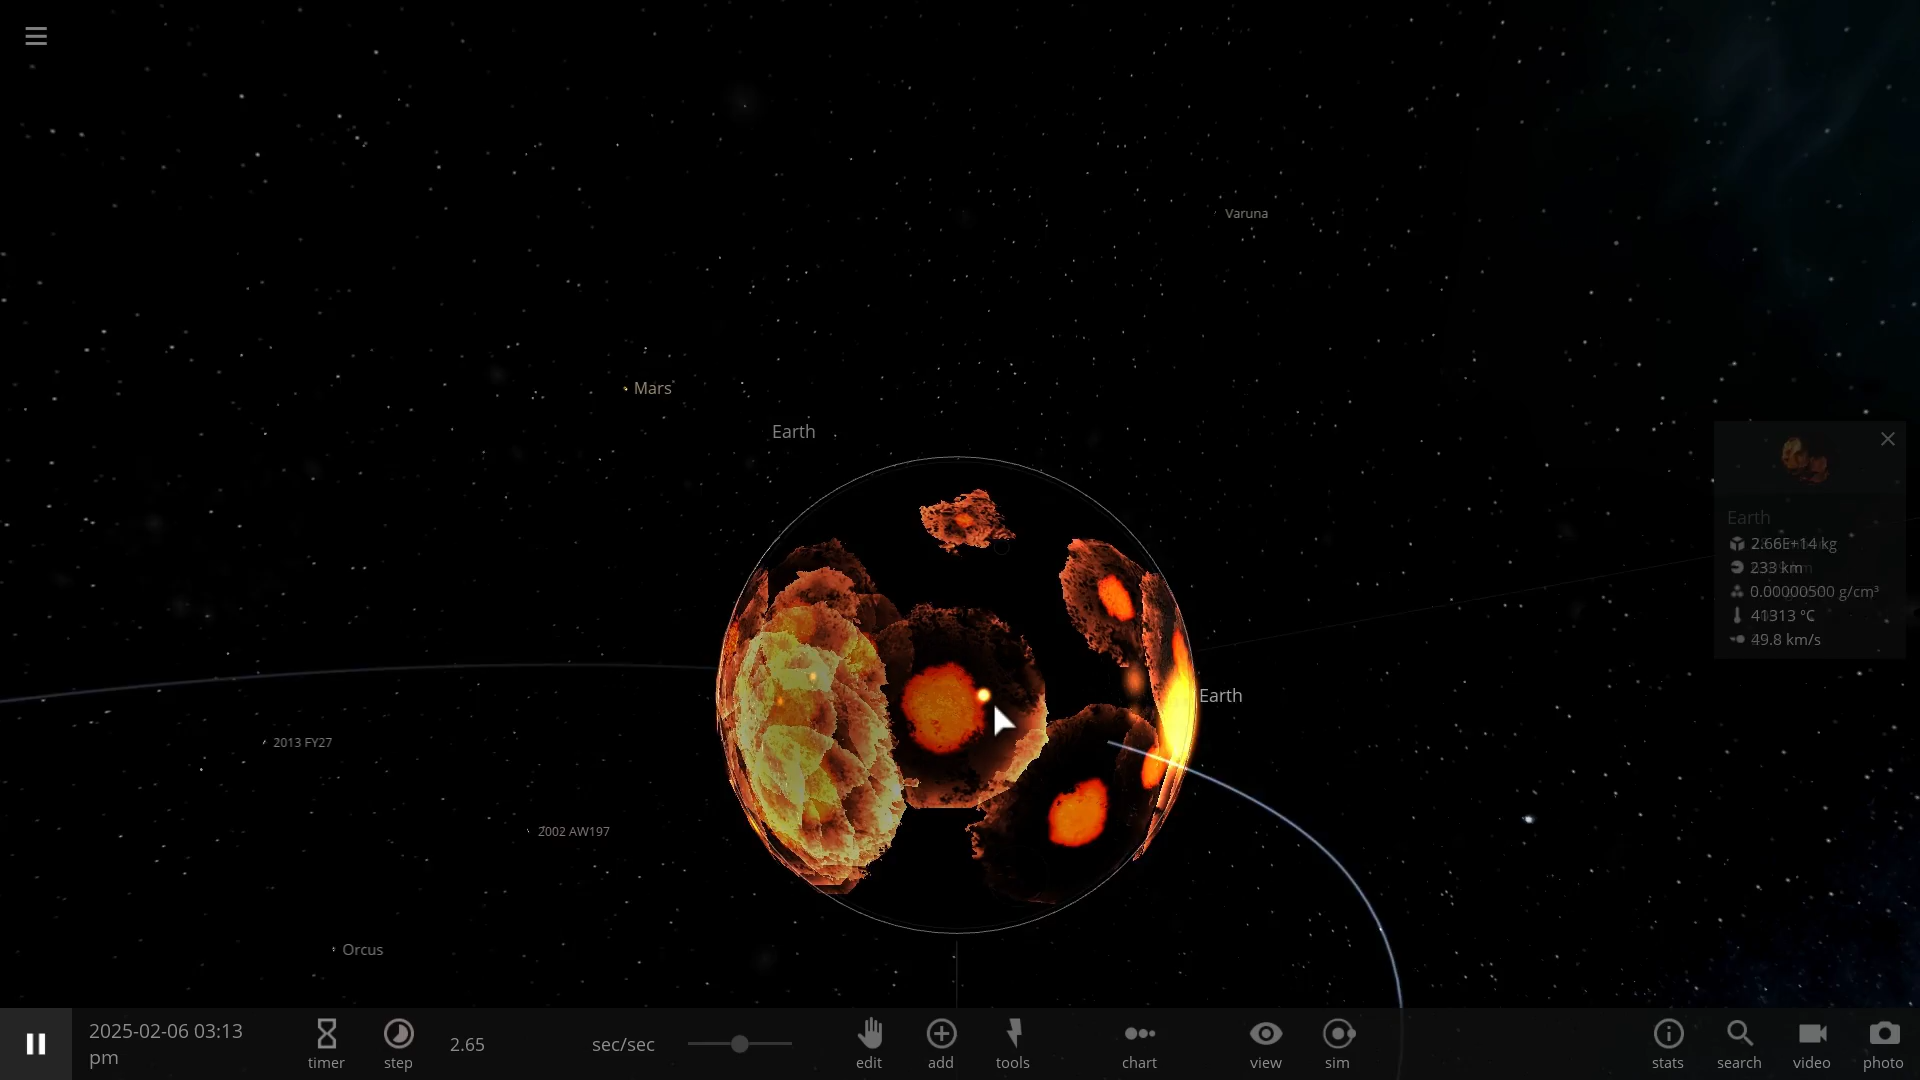 Varuna
Mars
Earth
Earth
2.66E+14 kg
233 km
0.00000500 g/cm³
49.8 km/s
Earth
2013 FY27
2002 AW197
Orcus
2025-02-06 03:13
pm
timer
step
2.65
sec/sec
edit
add
tools
chart
view
sim
stats
search
video
photo